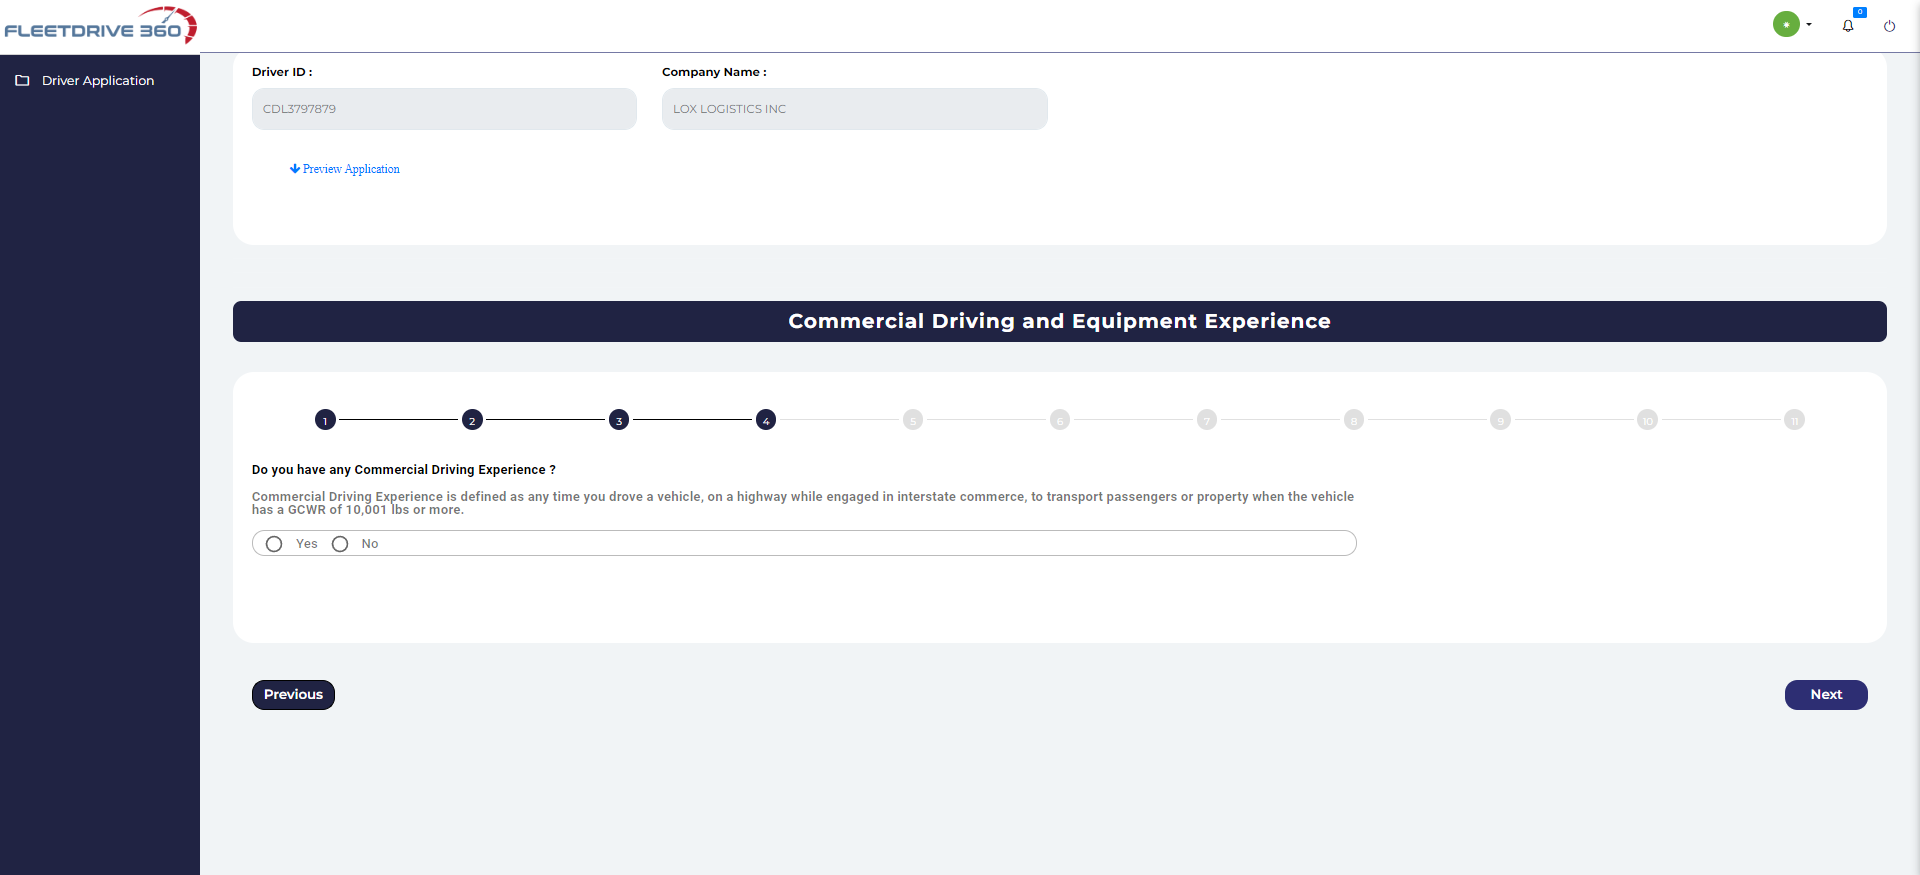 FLEETDRIVE 360
0
Driver Application
Driver ID :
Company Name :
CDL3797879
LOX LOGISTICS INC
Preview Application
Commercial Driving and Equipment Experience
1 2 3 4 5 6 7 8 9 10 11
Do you have any Commercial Driving Experience ?
Commercial Driving Experience is defined as any time you drove a vehicle, on a highway while engaged in interstate commerce, to transport passengers or property when the vehicle
has a GCWR of 10,001 lbs or more.
Yes No
Previous
Next